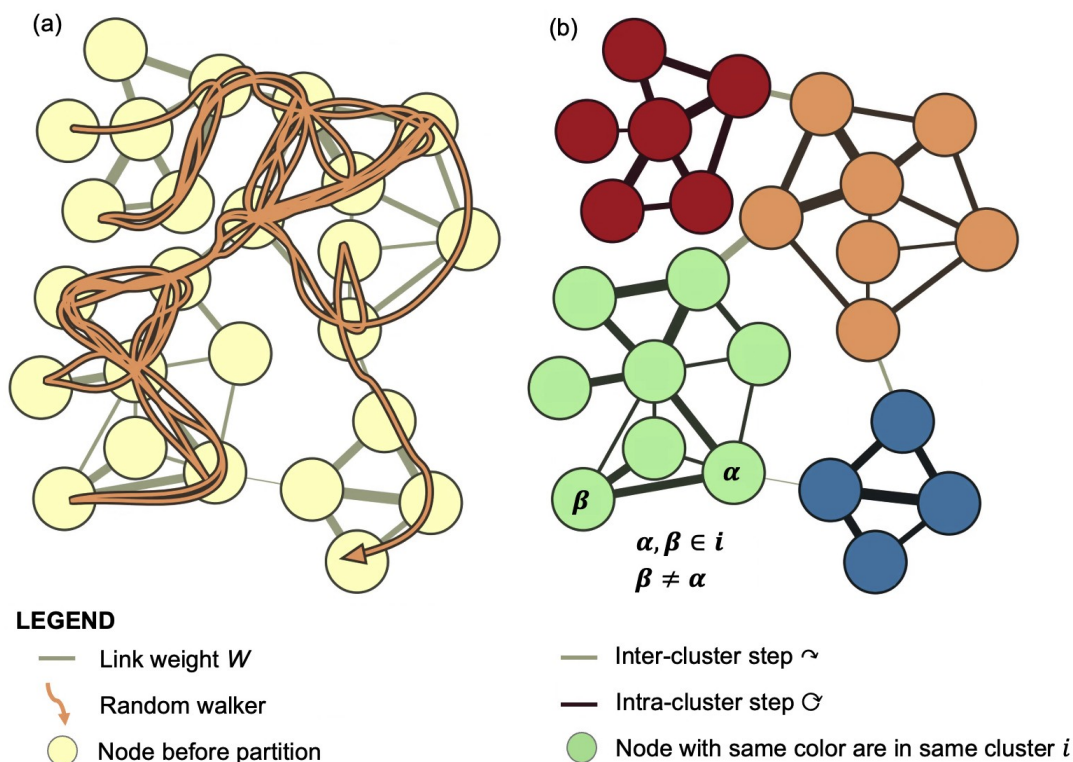 (a)
(b)
β
α
α, β ∈ i
β ≠ α
LEGEND
Link weight W
Random walker
Node before partition
Inter-cluster step ↷
Intra-cluster step ⟳
Node with same color are in same cluster i